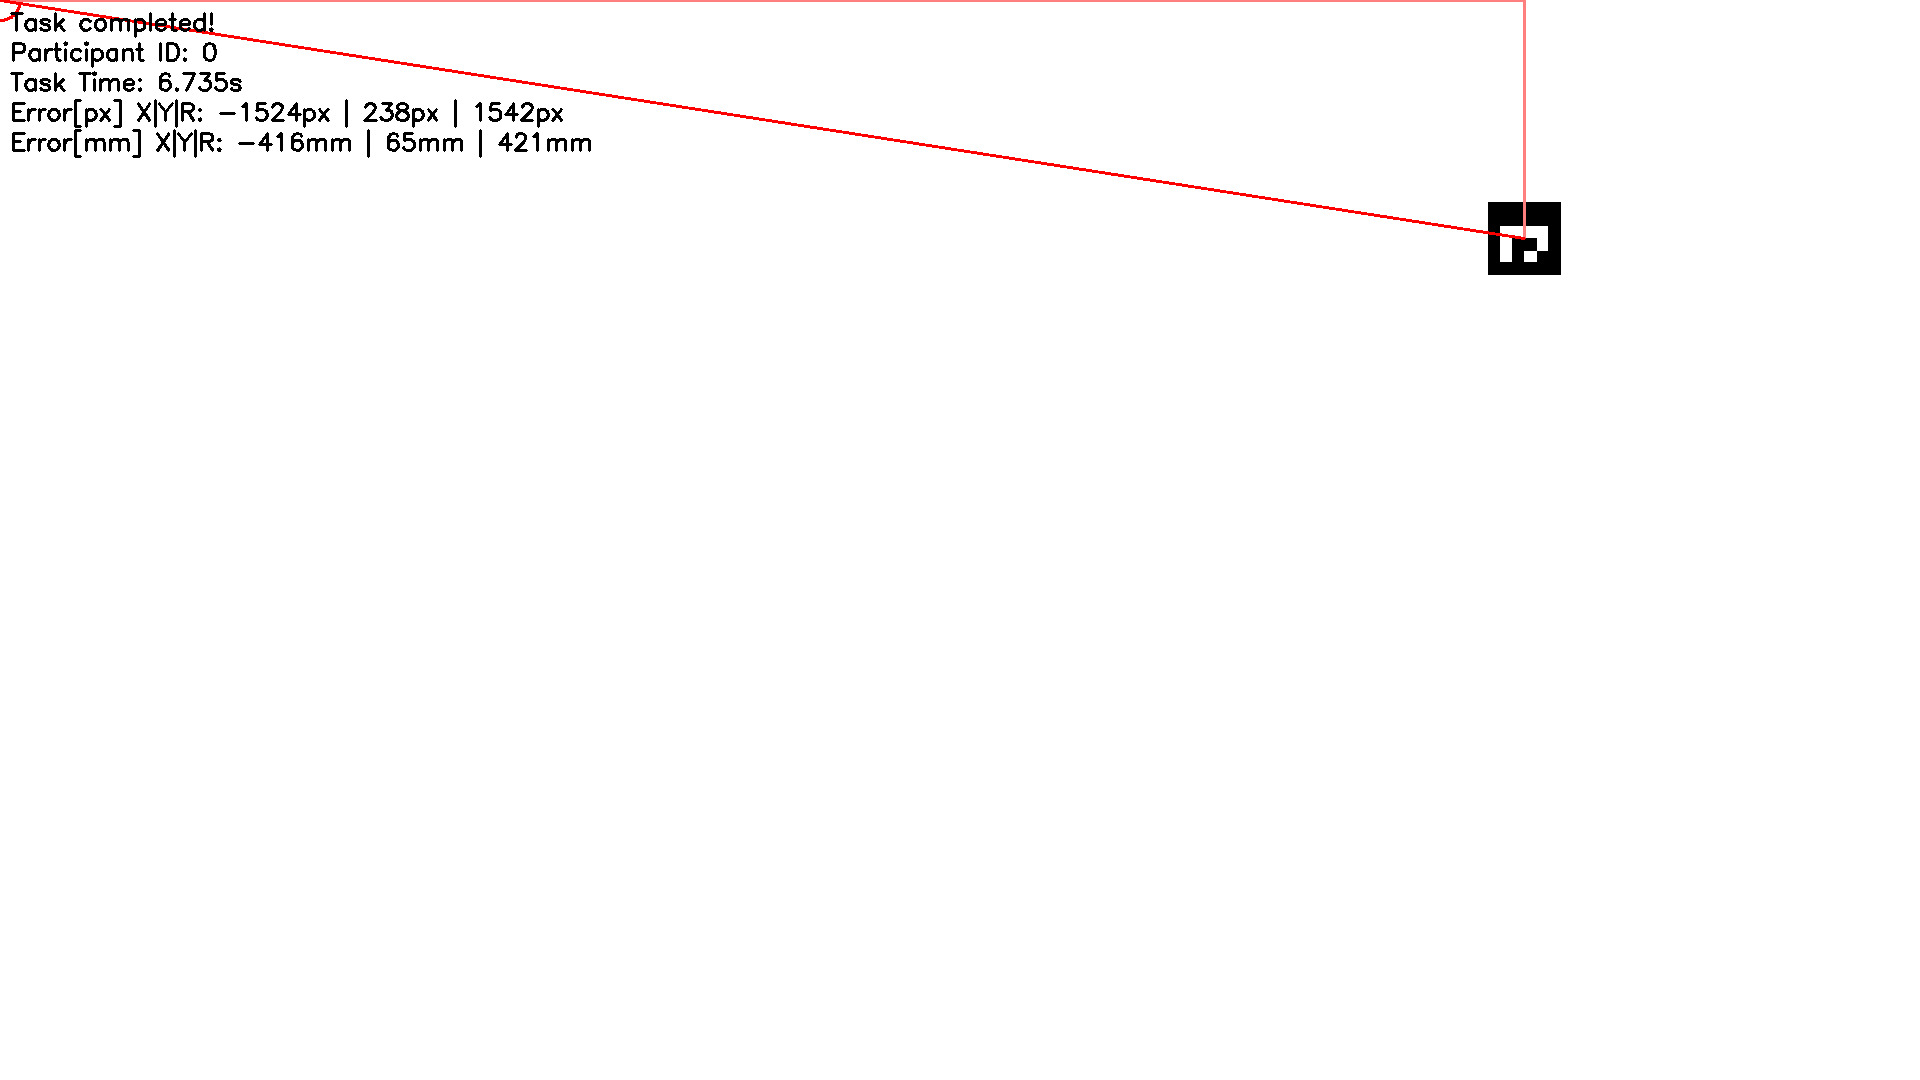 Task completed!
Participant ID: 0
Task Time: 6.735s
Error[px] X|Y|R: -1524px | 238px | 1542px
Error[mm] X|Y|R: -416mm | 65mm | 421mm